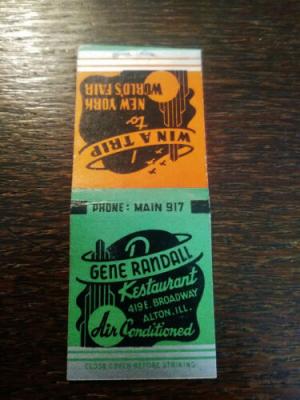 WIN A TRIP
to
NEW YORK
WORLD'S FAIR
PHONE: MAIN 917
GENE RANDALL
Restaurant
419 E. BROADWAY
ALTON, ILL.
Air Conditioned
CLOSE COVER BEFORE STRIKING